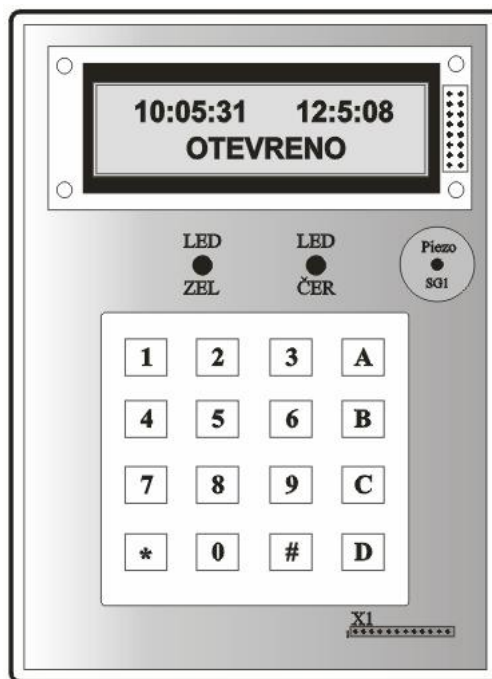 10:05:31 12:5:08
OTEVRENO
LED LED
ZEL ČER
Piezo
SG1
1 2 3 A
4 5 6 B
7 8 9 C
* 0 # D
X1